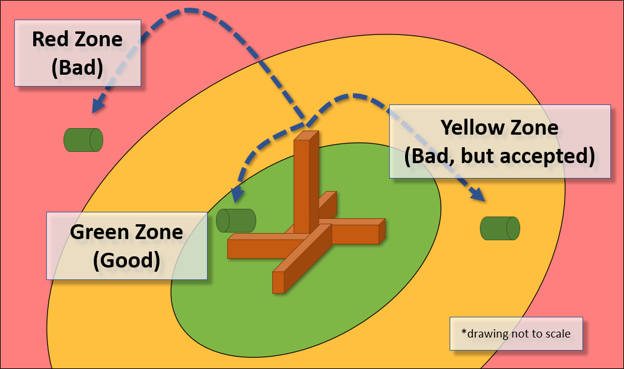 Red Zone
(Bad)
Yellow Zone
(Bad, but accepted)
Green Zone
(Good)
*drawing not to scale